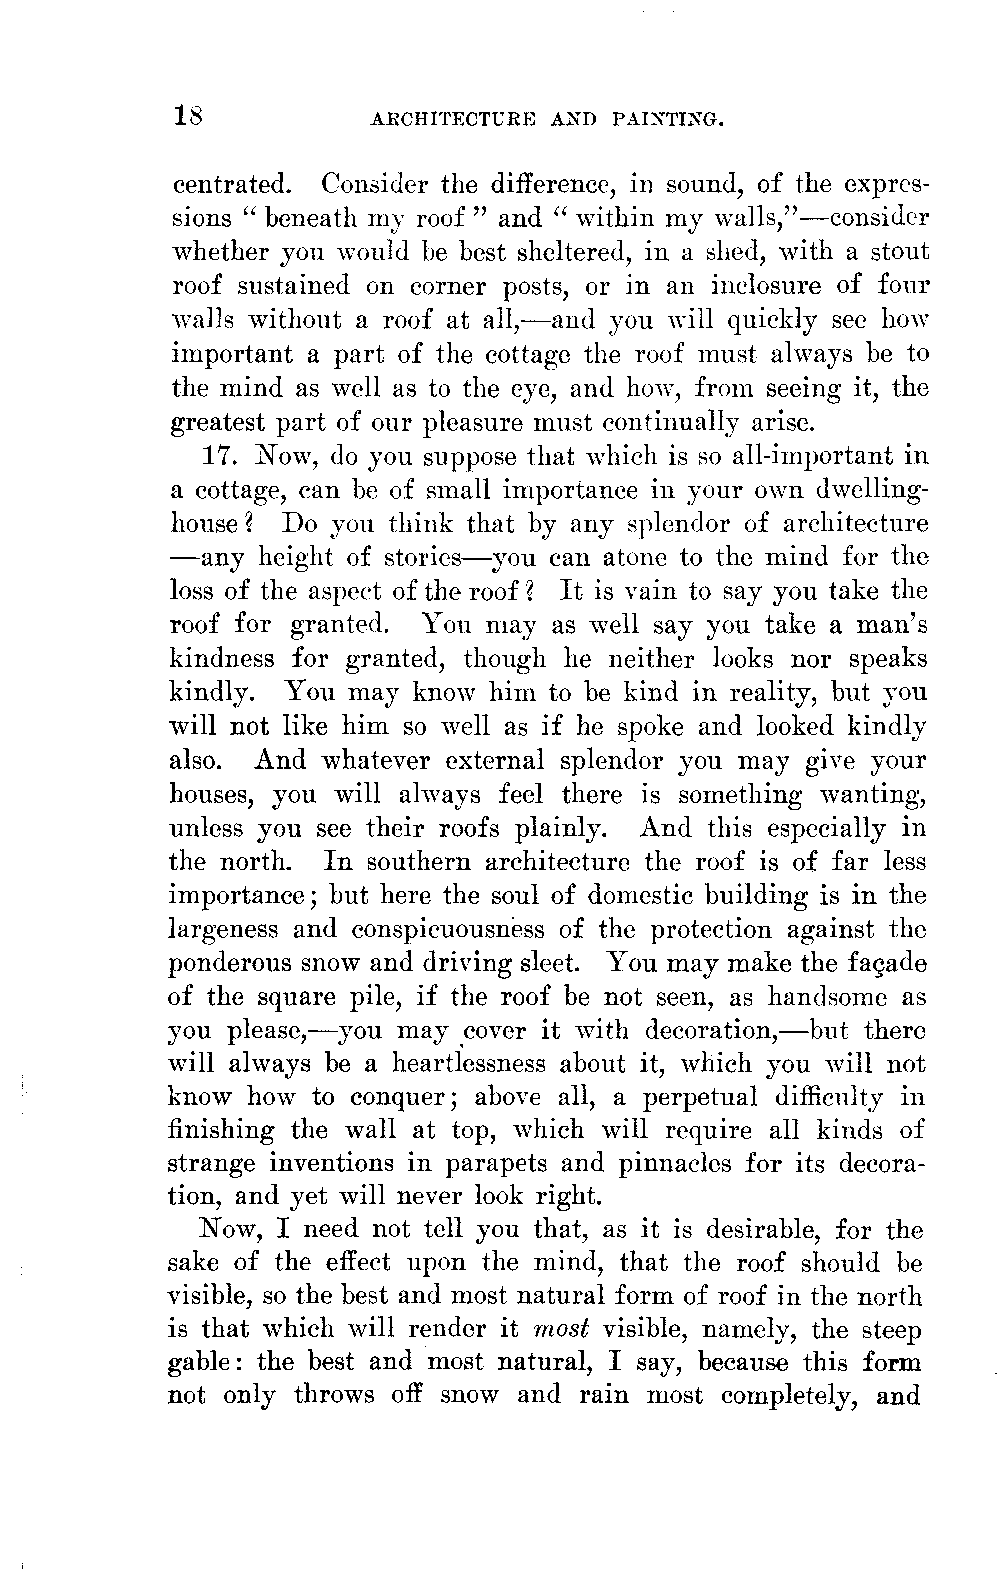 18 ARCHITECTURE AND PAINTING.
centrated. Consider the difference, in sound, of the expres-
sions “ beneath my roof ” and “ within my walls,”—consider
whether you would be best sheltered, in a shed, with a stout
roof sustained on corner posts, or in an inclosure of four
walls without a roof at all,—and you will quickly see how
important a part of the cottage the roof must always be to
the mind as well as to the eye, and how, from seeing it, the
greatest part of our pleasure must continually arise.
17. Now, do you suppose that which is so all-important in
a cottage, can be of small importance in your own dwelling-
house? Do you think that by any splendor of architecture
—any height of stories—you can atone to the mind for the
loss of the aspect of the roof? It is vain to say you take the
roof for granted. You may as well say you take a man’s
kindness for granted, though he neither looks nor speaks
kindly. You may know him to be kind in reality, but you
will not like him so well as if he spoke and looked kindly
also. And whatever external splendor you may give your
houses, you will always feel there is something wanting,
unless you see their roofs plainly. And this especially in
the north. In southern architecture the roof is of far less
importance; but here the soul of domestic building is in the
largeness and conspicuousness of the protection against the
ponderous snow and driving sleet. You may make the façade
of the square pile, if the roof be not seen, as handsome as
you please,—you may cover it with decoration,—but there
will always be a heartlessness about it, which you will not
know how to conquer; above all, a perpetual difficulty in
finishing the wall at top, which will require all kinds of
strange inventions in parapets and pinnacles for its decora-
tion, and yet will never look right.
Now, I need not tell you that, as it is desirable, for the
sake of the effect upon the mind, that the roof should be
visible, so the best and most natural form of roof in the north
is that which will render it most visible, namely, the steep
gable: the best and most natural, I say, because this form
not only throws off snow and rain most completely, and